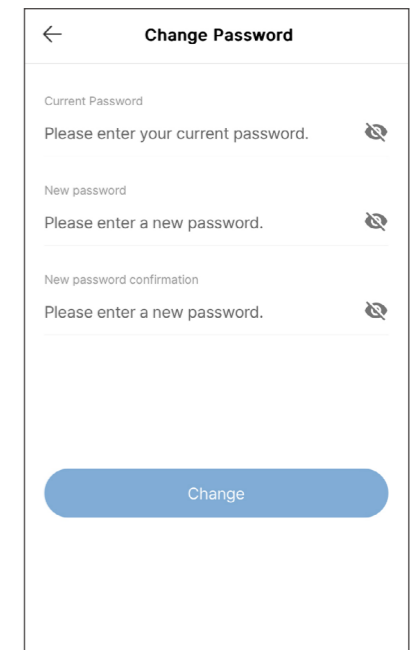 Change Password
Current Password
Please enter your current password.
New password
Please enter a new password.
New password confirmation
Please enter a new password.
Change